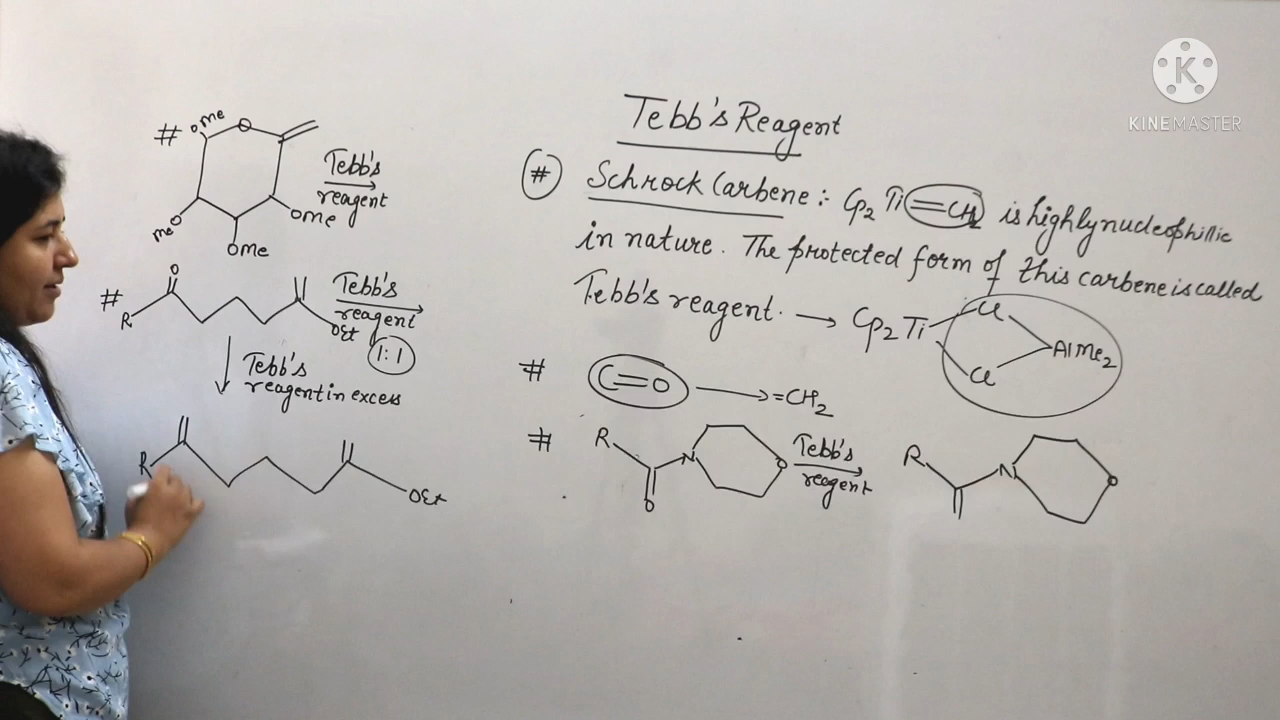 # OMe O
Tebb's
reagent
MeO
OMe
OMe
# R O OEt
Tebb's
reagent
1:1
Tebb's
reagent in excess
R OEt
Tebb's Reagent
# Schrock Carbene :- Cp2 Ti =CH2 is highly nucleophillic
in nature. The protected form of this carbene is called
Tebb's reagent. → Cp2 Ti Cl Cl AlMe2
# C=O → =CH2
# R O N O Tebb's reagent R N O
KINEMASTER